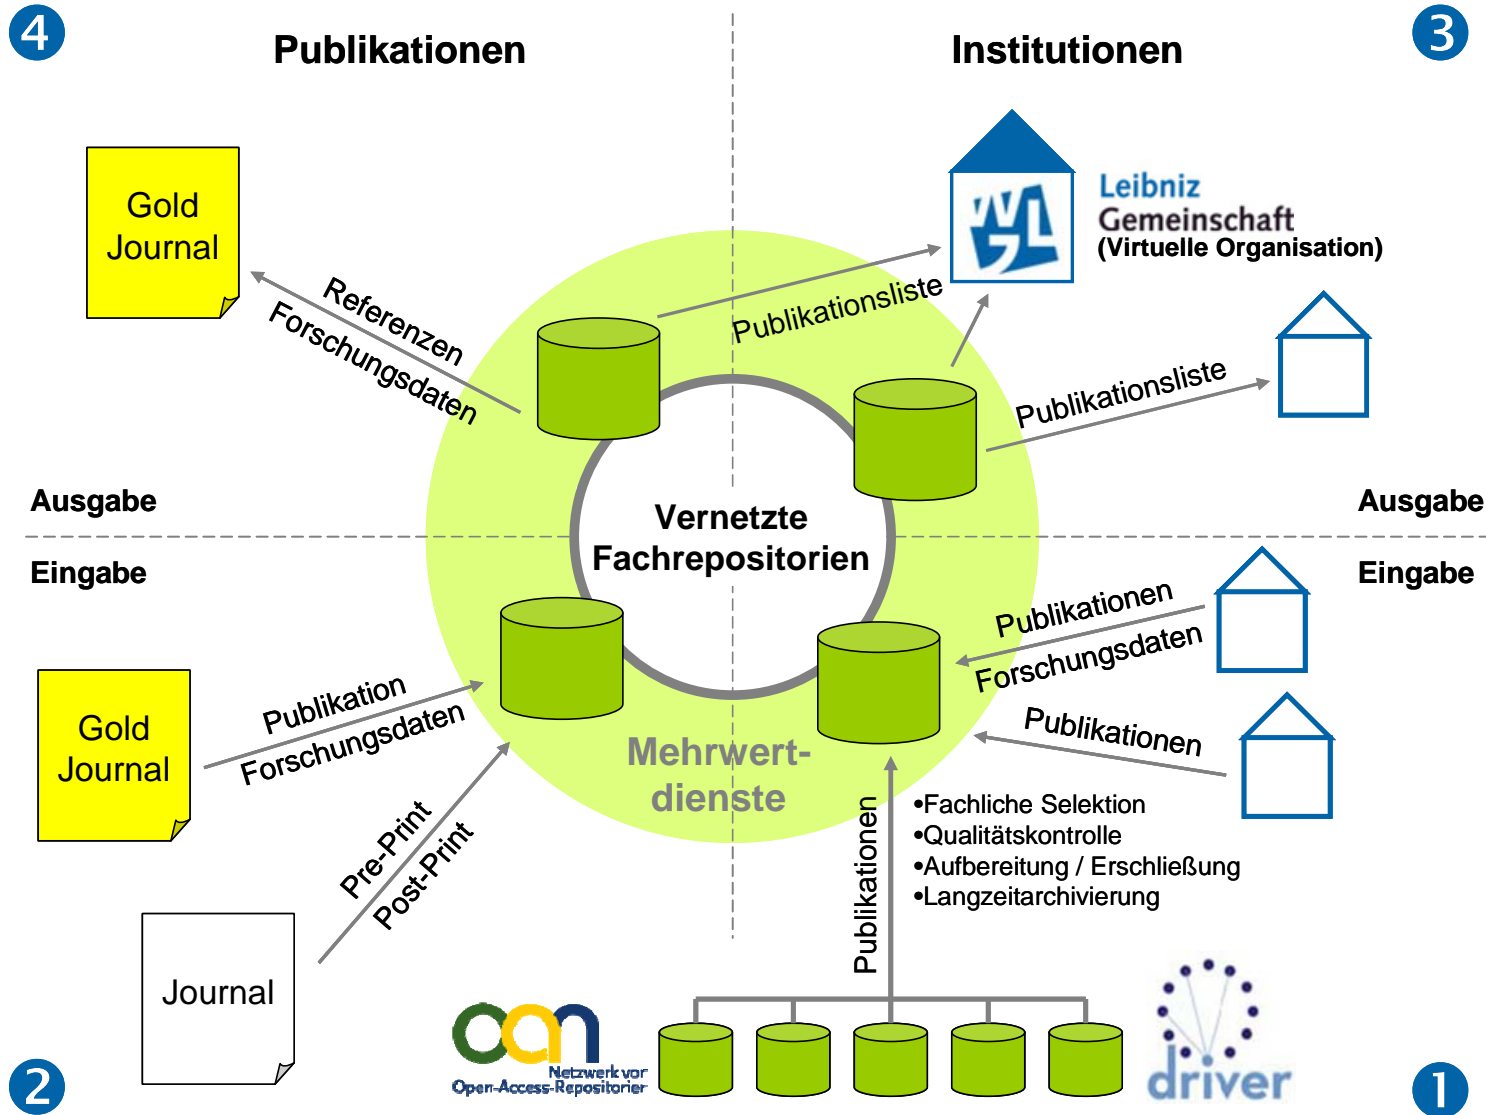 4
Publikationen
Institutionen
3
Gold
Journal
Leibniz
Gemeinschaft
(Virtuelle Organisation)
Referenzen
Forschungsdaten
Publikationsliste
Publikationsliste
Ausgabe
Ausgabe
Vernetzte
Fachrepositorien
Eingabe
Eingabe
Publikationen
Forschungsdaten
Gold
Journal
Publikation
Forschungsdaten
Publikationen
Mehrwert-
dienste
Pre-Print
Post-Print
Publikationen
•Fachliche Selektion
•Qualitätskontrolle
•Aufbereitung / Erschließung
•Langzeitarchivierung
Journal
oan
Netzwerk vor
Open-Access-Repositorier
driver
2
1